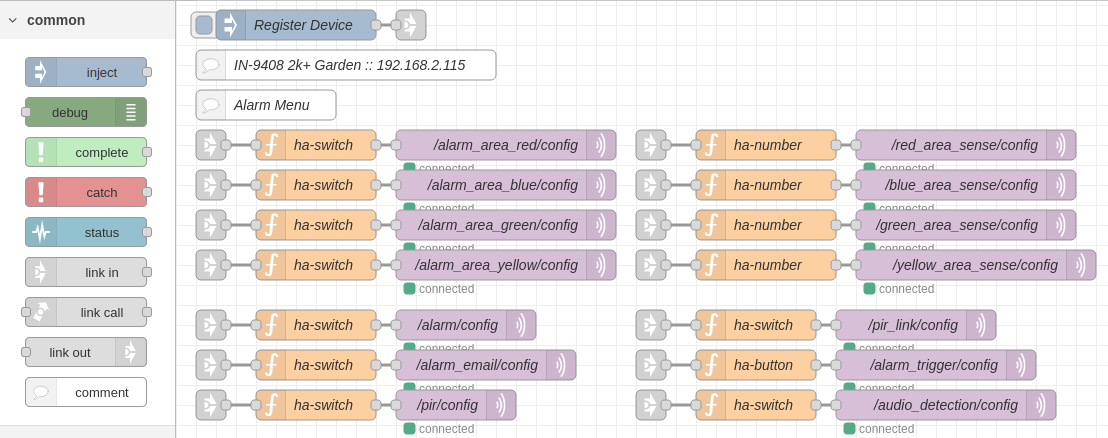 common
inject
debug
complete
catch
status
link in
link call
link out
comment
Register Device
IN-9408 2k+ Garden :: 192.168.2.115
Alarm Menu
ha-switch /alarm_area_red/config ha-number /red_area_sense/config
connected connected
ha-switch /alarm_area_blue/config ha-number /blue_area_sense/config
connected connected
ha-switch /alarm_area_green/config ha-number /green_area_sense/config
connected connected
ha-switch /alarm_area_yellow/config ha-number /yellow_area_sense/config
connected connected
ha-switch /alarm/config ha-switch /pir_link/config
connected connected
ha-switch /alarm_email/config ha-button /alarm_trigger/config
connected connected
ha-switch /pir/config ha-switch /audio_detection/config
connected connected